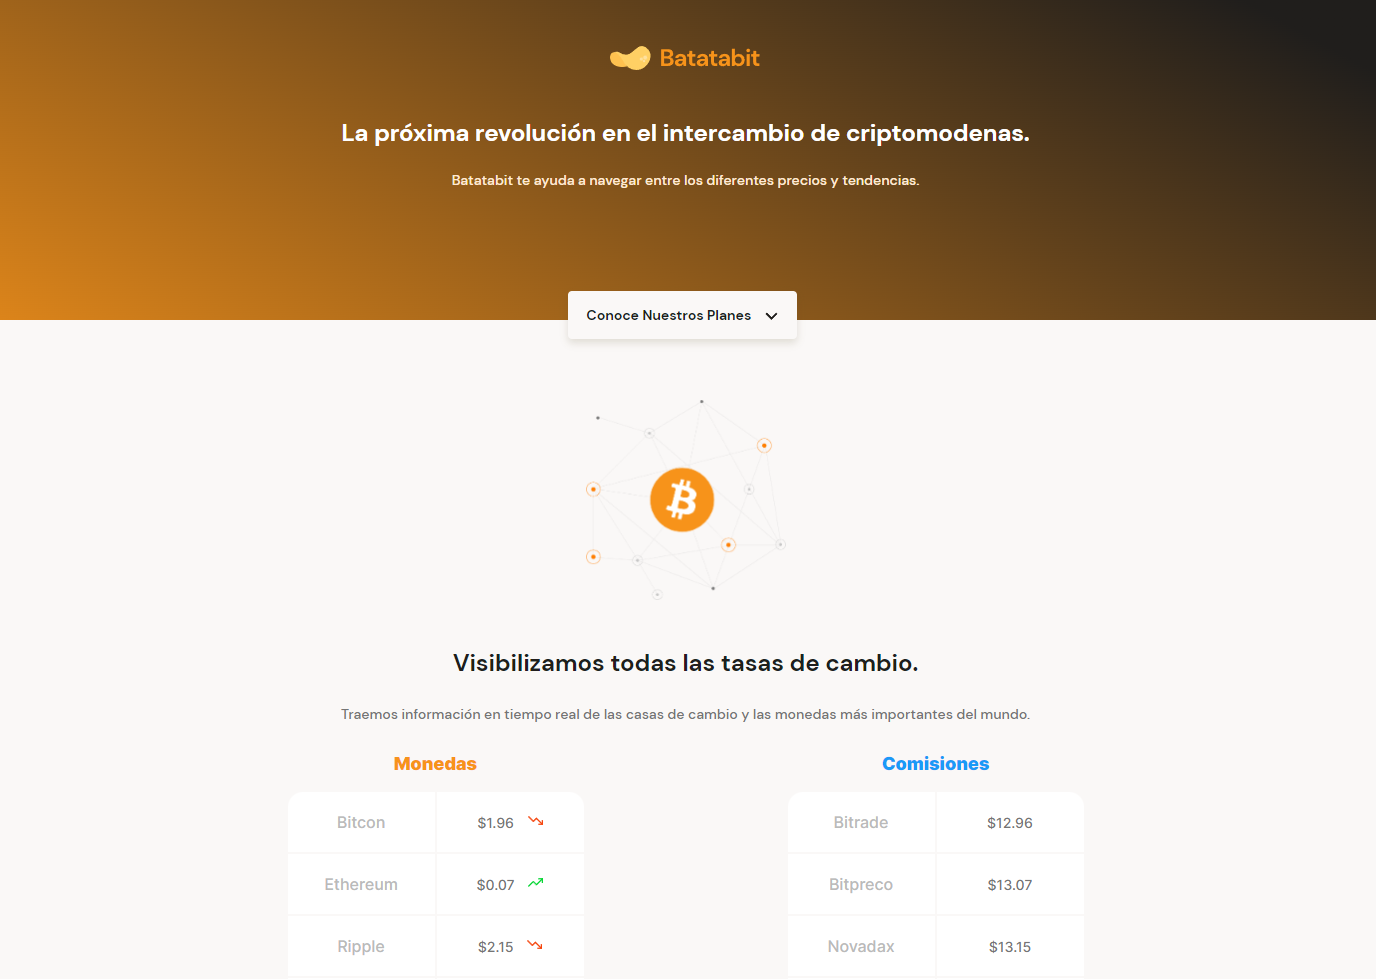 Batatabit
La próxima revolución en el intercambio de criptomodenas.
Batatabit te ayuda a navegar entre los diferentes precios y tendencias.
Conoce Nuestros Planes
Visibilizamos todas las tasas de cambio.
Traemos información en tiempo real de las casas de cambio y las monedas más importantes del mundo.
Monedas
Bitcon $1.96
Ethereum $0.07
Ripple $2.15
Comisiones
Bitrade $12.96
Bitpreco $13.07
Novadax $13.15